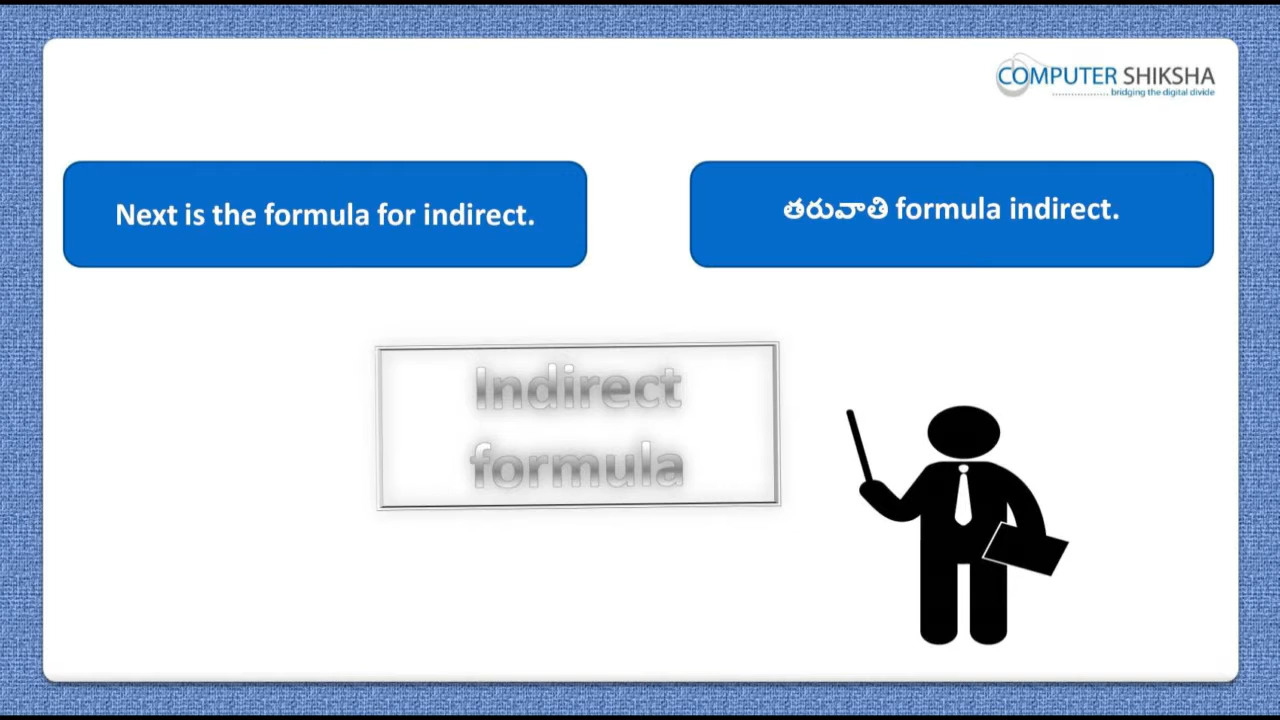 COMPUTER SHIKSHA
.................. bridging the digital divide
Next is the formula for indirect.
తరువాతి formula indirect.
Indirect
formula